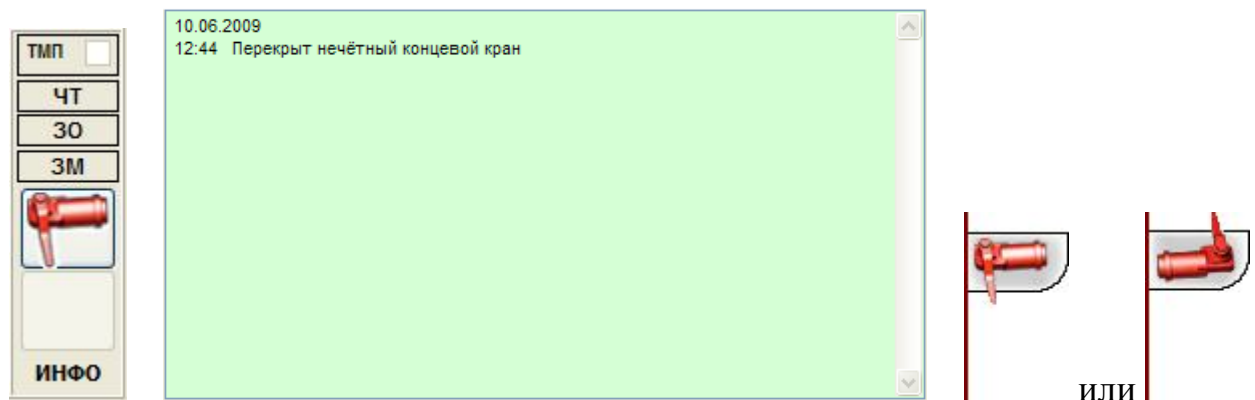 ТМП
ЧТ
ЗО
ЗМ
ИНФО
10.06.2009
12:44 Перекрыт нечётный концевой кран
или